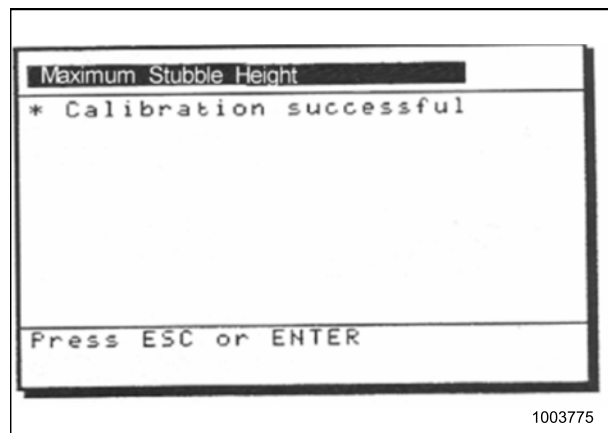 Maximum Stubble Height
* Calibration successful
Press ESC or ENTER
1003775